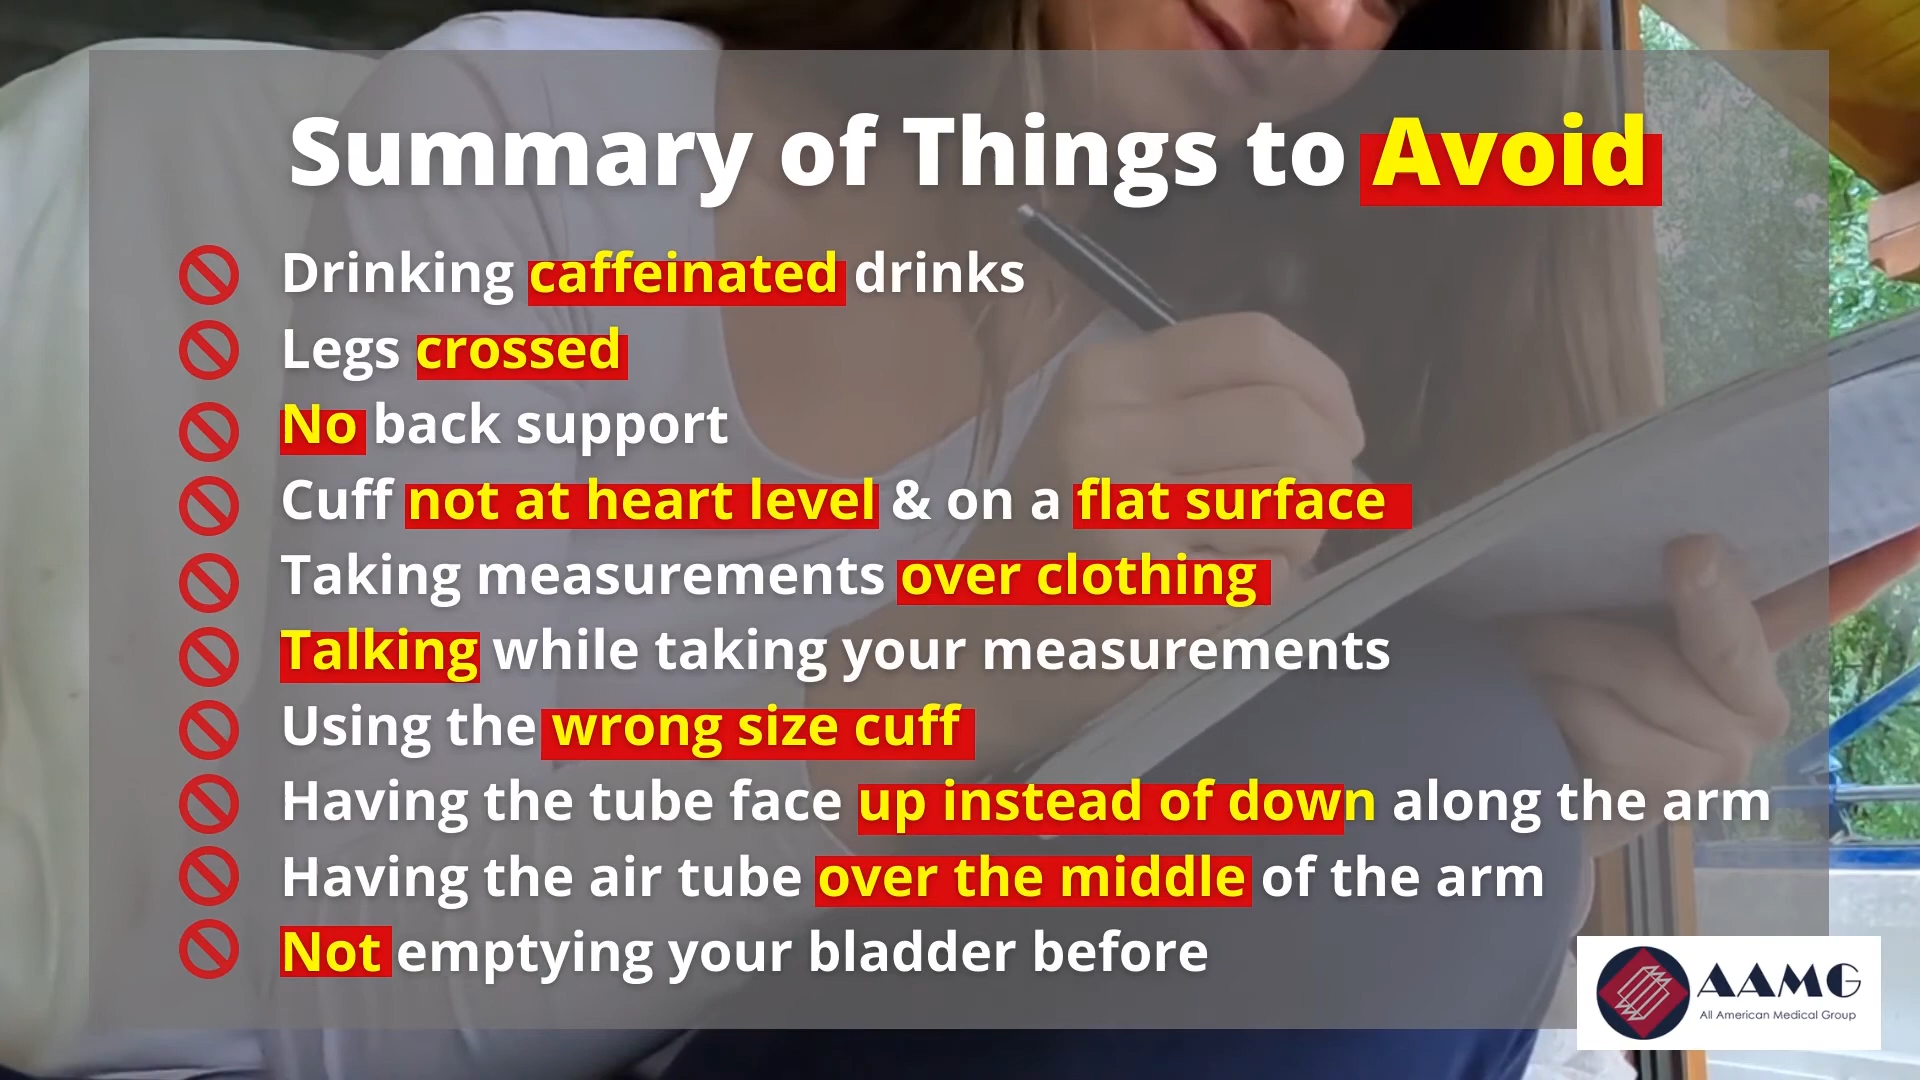 Summary of Things to Avoid
Drinking caffeinated drinks
Legs crossed
No back support
Cuff not at heart level & on a flat surface
Taking measurements over clothing
Talking while taking your measurements
Using the wrong size cuff
Having the tube face up instead of down along the arm
Having the air tube over the middle of the arm
Not emptying your bladder before
AAMG
All American Medical Group